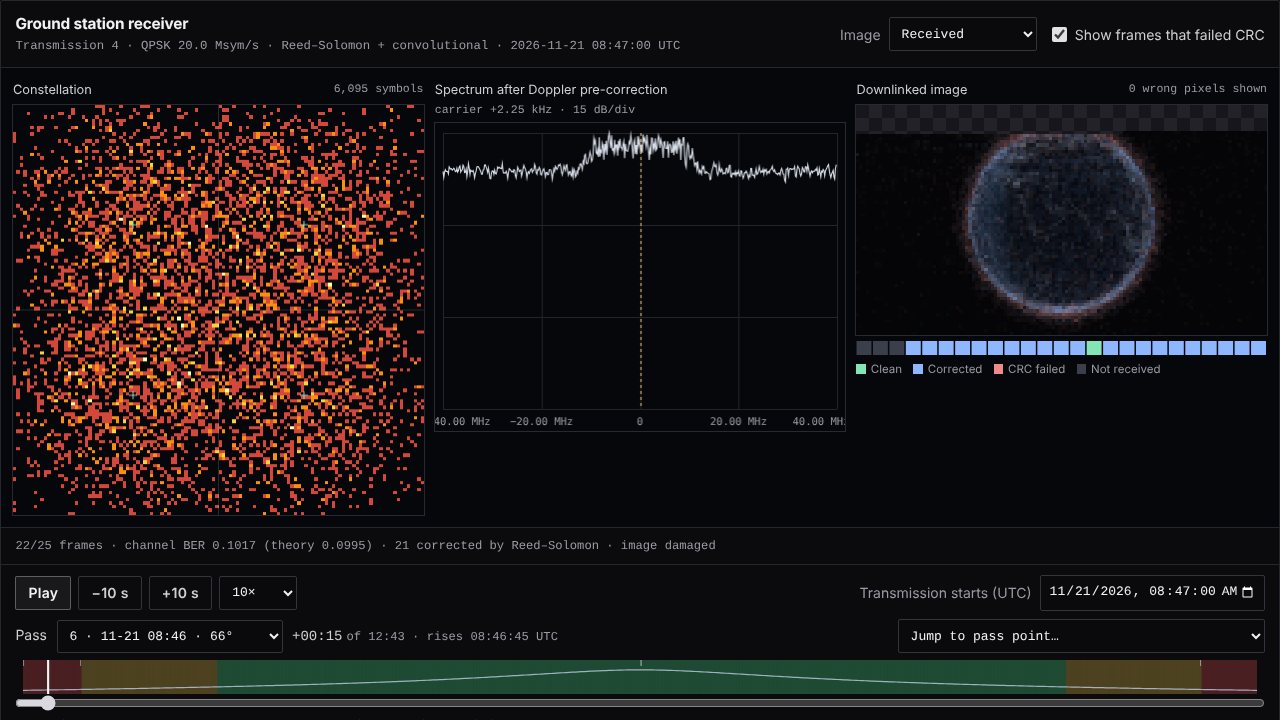 Ground station receiver
Transmission 4 · QPSK 20.0 Msym/s · Reed–Solomon + convolutional · 2026-11-21 08:47:00 UTC
Image Received Show frames that failed CRC
Constellation 6,095 symbols
Spectrum after Doppler pre-correction
carrier +2.25 kHz · 15 dB/div
Downlinked image 0 wrong pixels shown
40.00 MHz −20.00 MHz 0 20.00 MHz 40.00 MHz
Clean Corrected CRC failed Not received
22/25 frames · channel BER 0.1017 (theory 0.0995) · 21 corrected by Reed–Solomon · image damaged
Play −10 s +10 s 10× Transmission starts (UTC) 11/21/2026, 08:47:00 AM
Pass 6 · 11-21 08:46 · 66° +00:15 of 12:43 · rises 08:46:45 UTC Jump to pass point…